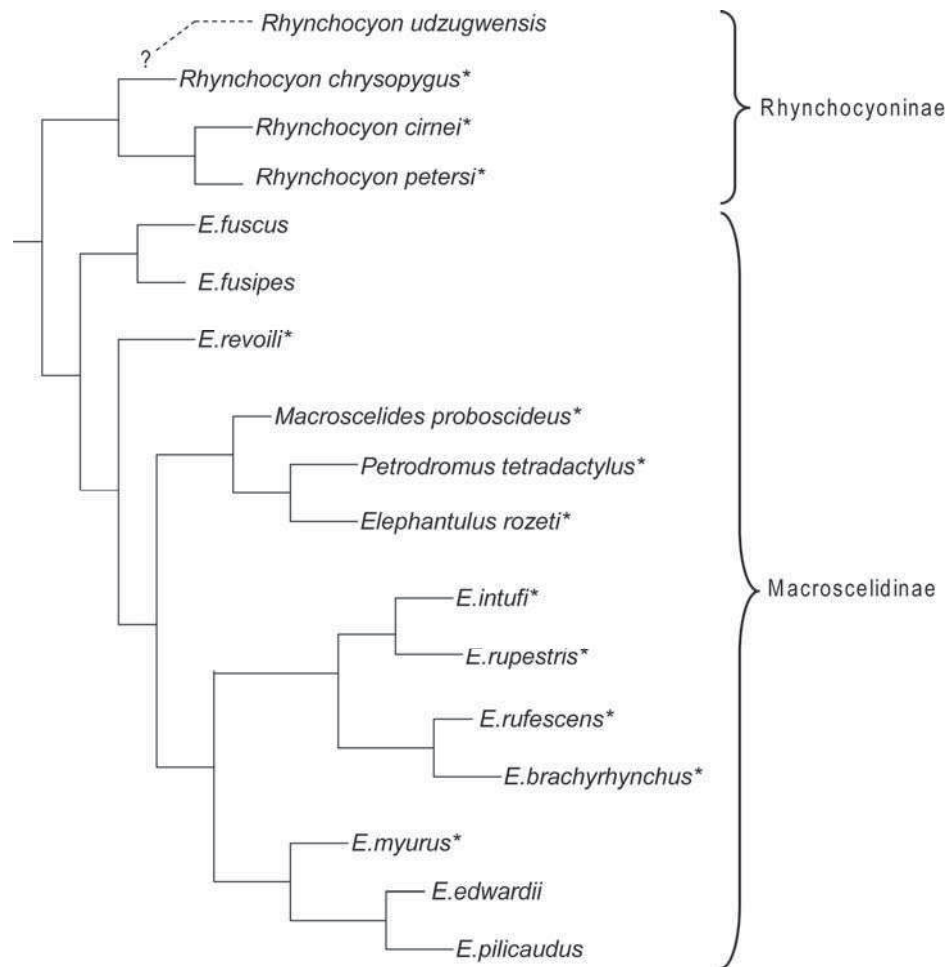 Rhynchocyon udzugwensis
?
Rhynchocyon chrysopygus*
Rhynchocyoninae
Rhynchocyon cirnei*
Rhynchocyon petersi*
E.fuscus
E.fusipes
E.revoili*
Macroscelides proboscideus*
Petrodromus tetradactylus*
Elephantulus rozeti*
E.intufi*
Macroscelidinae
E.rupestris*
E.rufescens*
E.brachyrhynchus*
E.myurus*
E.edwardii
E.pilicaudus